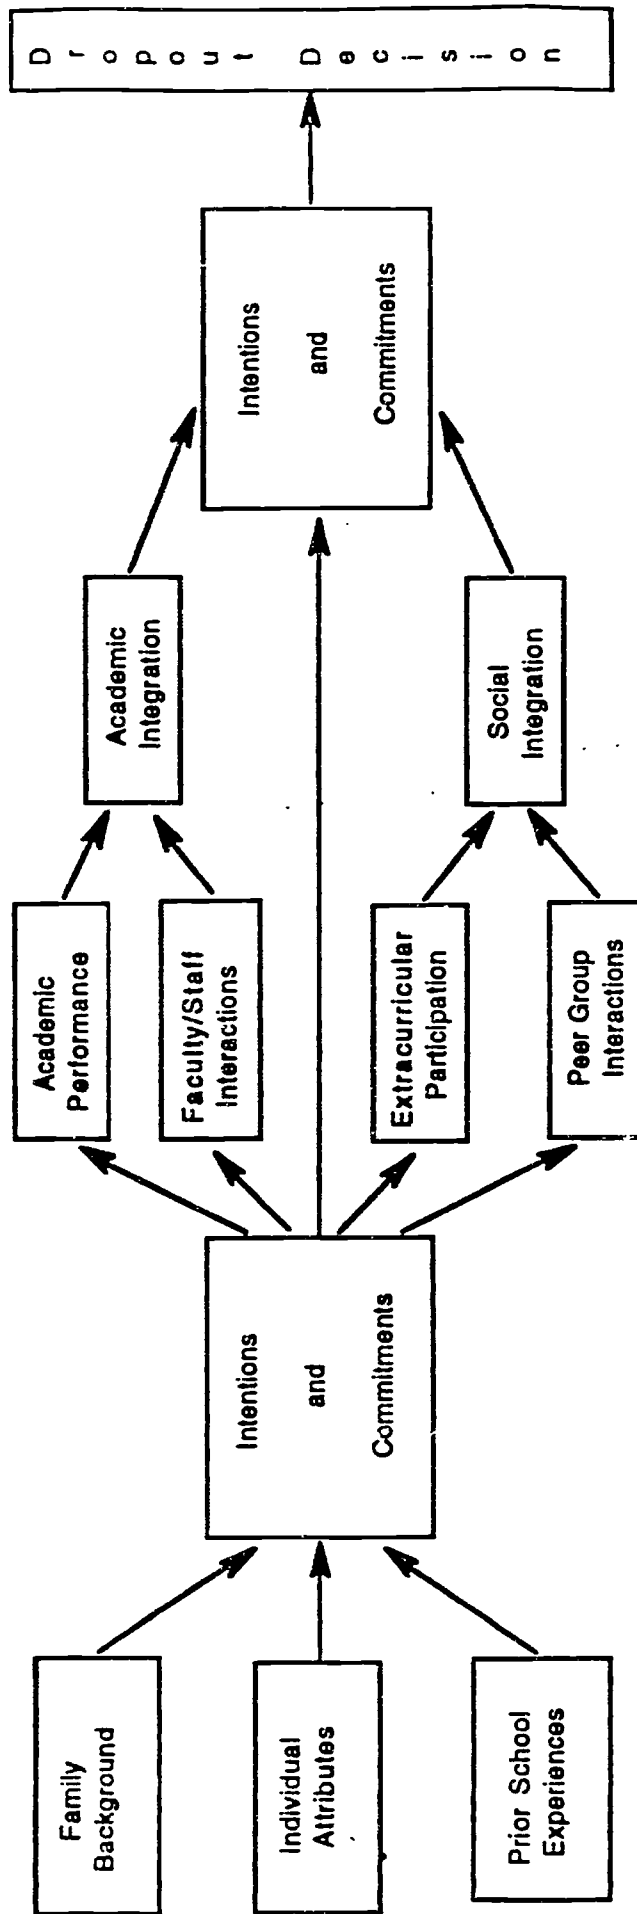 Family
Background
Individual
Attributes
Prior School
Experiences
Intentions
and
Commitments
Academic
Performance
Faculty/Staff
Interactions
Extracurricular
Participation
Peer Group
Interactions
Academic
Integration
Social
Integration
Intentions
and
Commitments
Dropout Decision